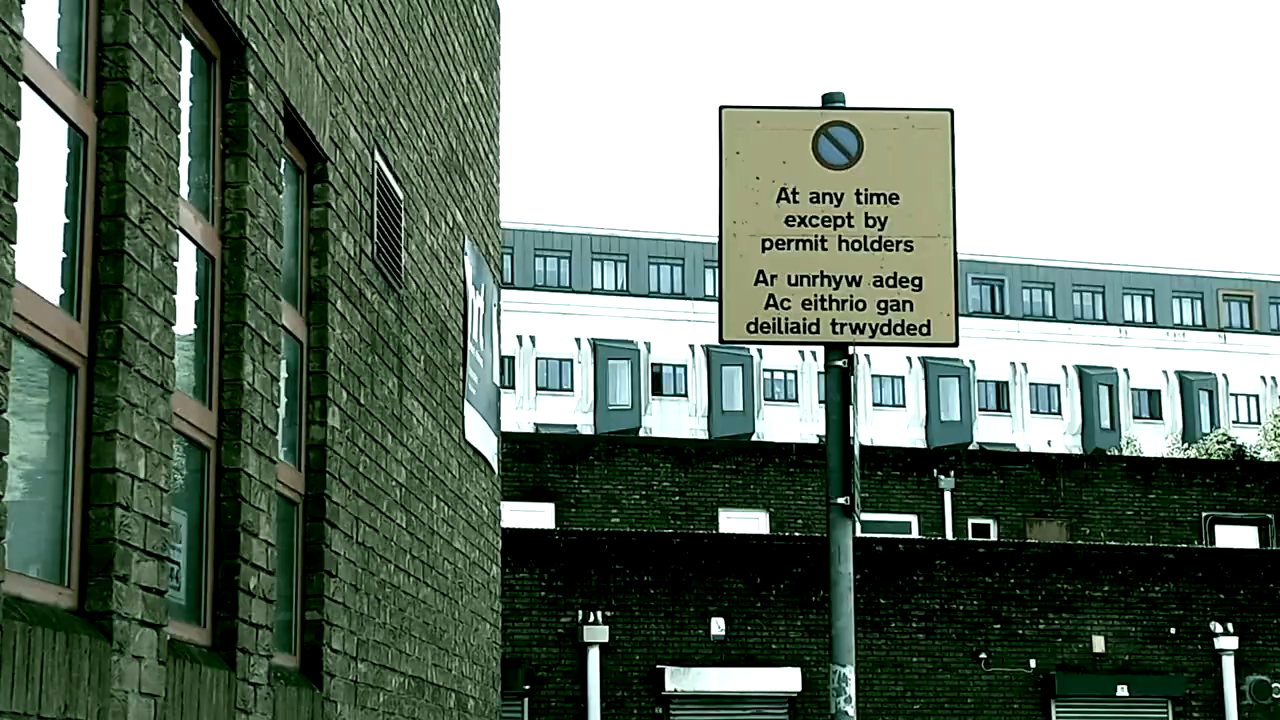 At any time
except by
permit holders
Ar unrhyw adeg
Ac eithrio gan
deiliaid trwydded